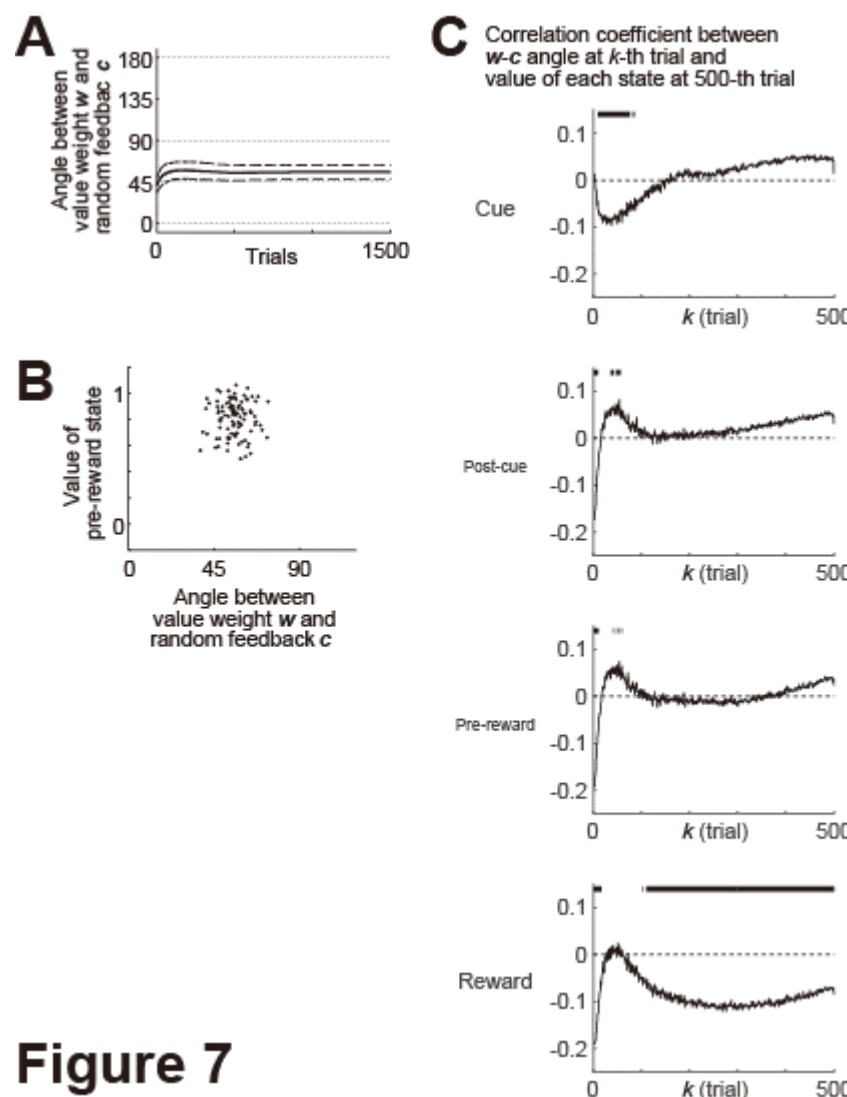 A
Angle between
value weight w and
random feedbac c
180
135
90
45
0
0
Trials
1500
B
Value of
pre-reward state
1
0
0
45
90
Angle between
value weight w and
random feedback c
C
Correlation coefficient between
w-c angle at k-th trial and
value of each state at 500-th trial
Cue
0.1
0
-0.1
-0.2
0
k (trial)
500
Post-cue
0.1
0
-0.1
-0.2
0
k (trial)
500
Pre-reward
0.1
0
-0.1
-0.2
0
k (trial)
500
Reward
0.1
0
-0.1
-0.2
0
k (trial)
500
Figure 7